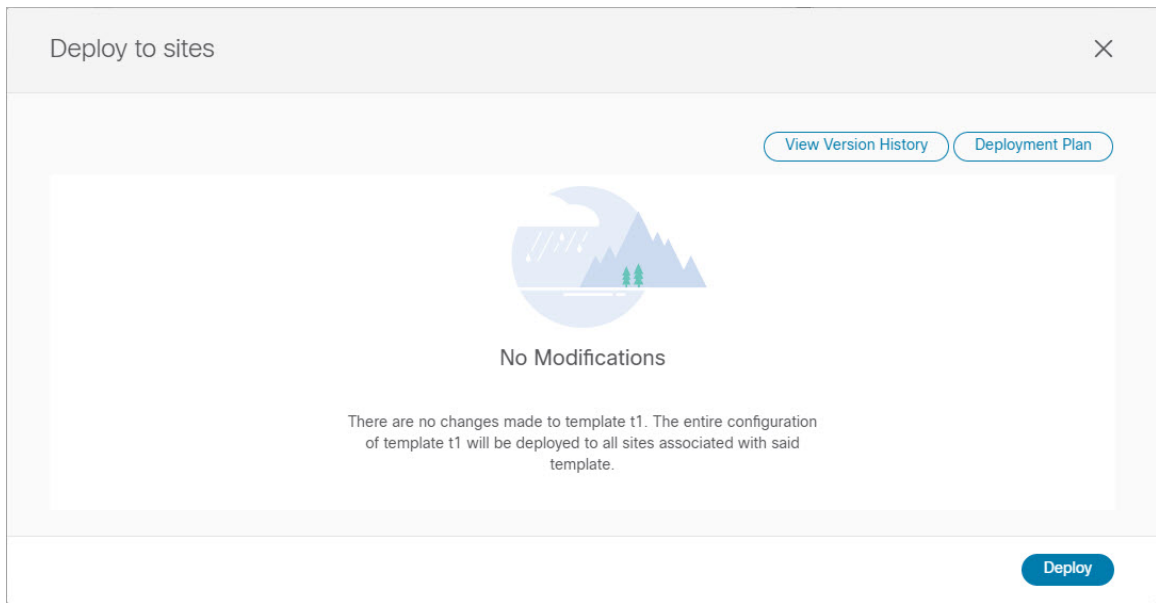 Deploy to sites
View Version History
Deployment Plan
No Modifications
There are no changes made to template t1. The entire configuration
of template t1 will be deployed to all sites associated with said
template.
Deploy